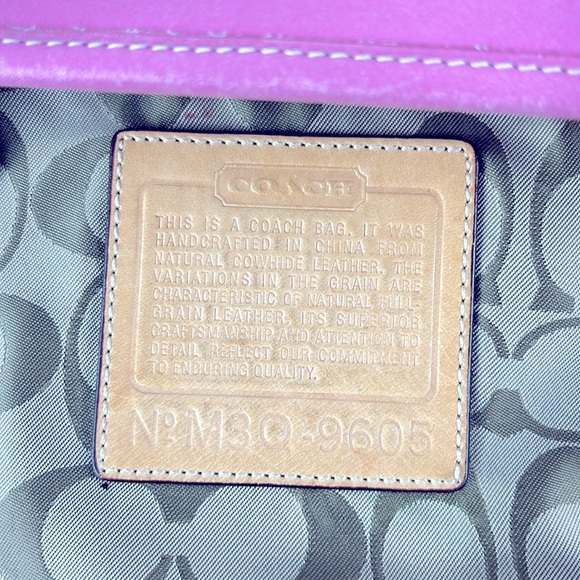 COACH
THIS IS A COACH BAG. IT WAS
HANDCRAFTED IN CHINA FROM
NATURAL COWHIDE LEATHER, THE
VARIATIONS IN THE GRAIN ARE
CHARACTERISTIC OF NATURAL FULL-
GRAIN LEATHER, ITS SUPERIOR
CRAFTSMANSHIP AND ATTENTION TO
DETAIL REFLECT OUR COMMITMENT
TO ENDURING QUALITY.
Nº M3Q-9605